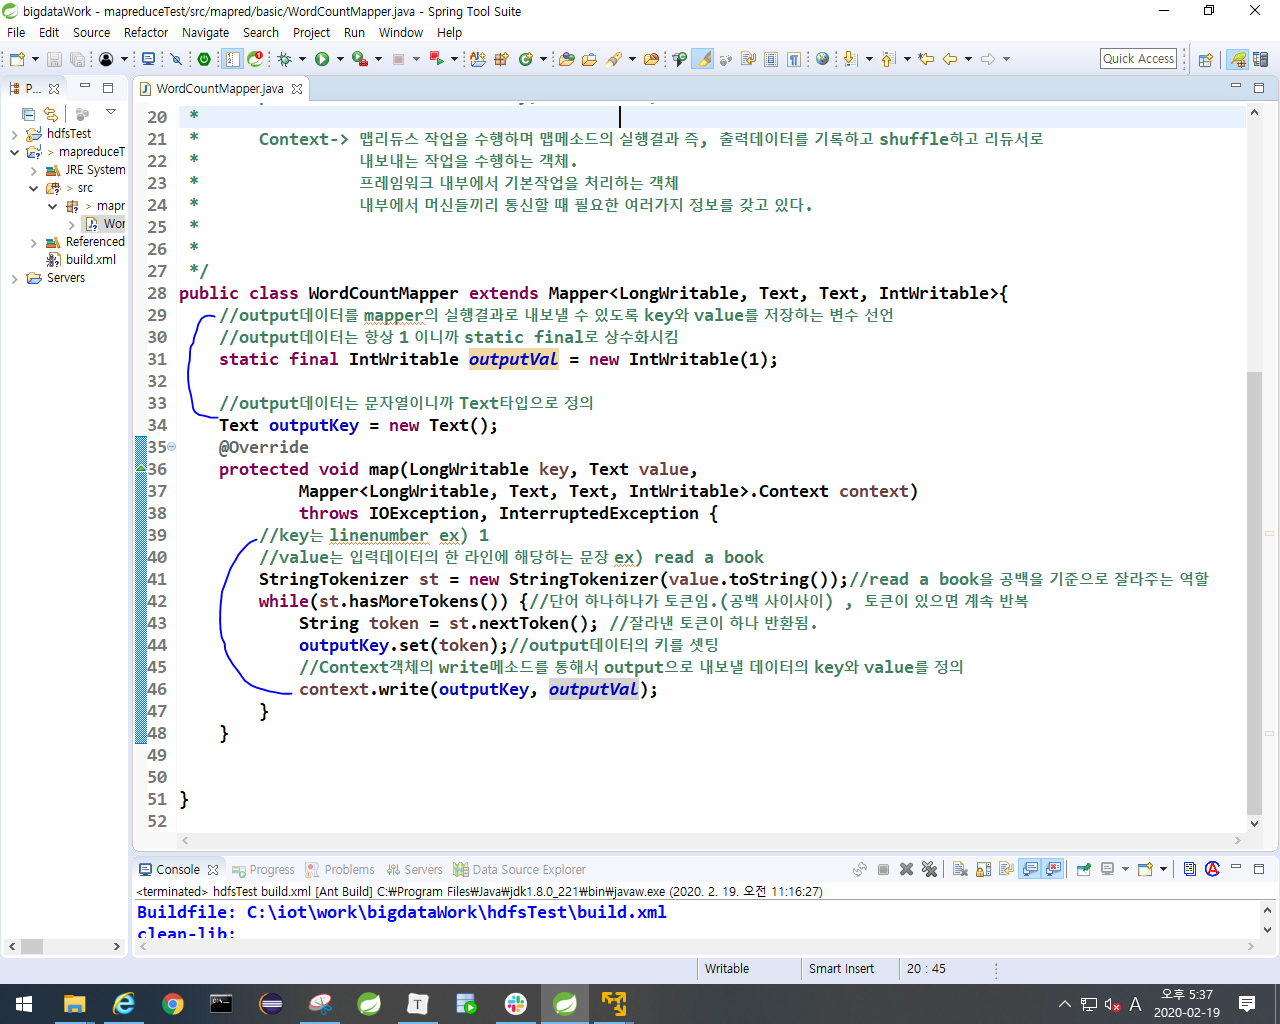 bigdataWork - mapreduceTest/src/mapred/basic/WordCountMapper.java - Spring Tool Suite
File Edit Source Refactor Navigate Search Project Run Window Help
Quick Access
P...
WordCountMapper.java
hdfsTest
mapreduceT
JRE System
src
mapr
Wor
Referenced
build.xml
Servers
20 *
21 * Context-> 맵리듀스 작업을 수행하며 맵메소드의 실행결과 즉, 출력데이터를 기록하고 shuffle하고 리듀서로
22 * 내보내는 작업을 수행하는 객체.
23 * 프레임워크 내부에서 기본작업을 처리하는 객체
24 * 내부에서 머신들끼리 통신할 때 필요한 여러가지 정보를 갖고 있다.
25 *
26 *
27 */
28 public class WordCountMapper extends Mapper<LongWritable, Text, Text, IntWritable>{
29 //output데이터를 mapper의 실행결과로 내보낼 수 있도록 key와 value를 저장하는 변수 선언
30 //output데이터는 항상 1 이니까 static final로 상수화시킴
31 static final IntWritable outputVal = new IntWritable(1);
32
33 //output데이터는 문자열이니까 Text타입으로 정의
34 Text outputKey = new Text();
35 @Override
36 protected void map(LongWritable key, Text value,
37 Mapper<LongWritable, Text, Text, IntWritable>.Context context)
38 throws IOException, InterruptedException {
39 //key는 linenumber ex) 1
40 //value는 입력데이터의 한 라인에 해당하는 문장 ex) read a book
41 StringTokenizer st = new StringTokenizer(value.toString());//read a book을 공백을 기준으로 잘라주는 역할
42 while(st.hasMoreTokens()) {//단어 하나하나가 토큰임.(공백 사이사이) , 토큰이 있으면 계속 반복
43 String token = st.nextToken(); //잘라낸 토큰이 하나 반환됨.
44 outputKey.set(token);//output데이터의 키를 셋팅
45 //Context객체의 write메소드를 통해서 output으로 내보낼 데이터의 key와 value를 정의
46 context.write(outputKey, outputVal);
47 }
48 }
49
50
51 }
52
Console Progress Problems Servers Data Source Explorer
<terminated> hdfsTest build.xml [Ant Build] C:₩Program Files₩Java₩jdk1.8.0_221₩bin₩javaw.exe (2020. 2. 19. 오전 11:16:27)
Buildfile: C:\iot\work\bigdataWork\hdfsTest\build.xml
clean-lib:
Writable Smart Insert 20 : 45
A 오후 5:37
2020-02-19